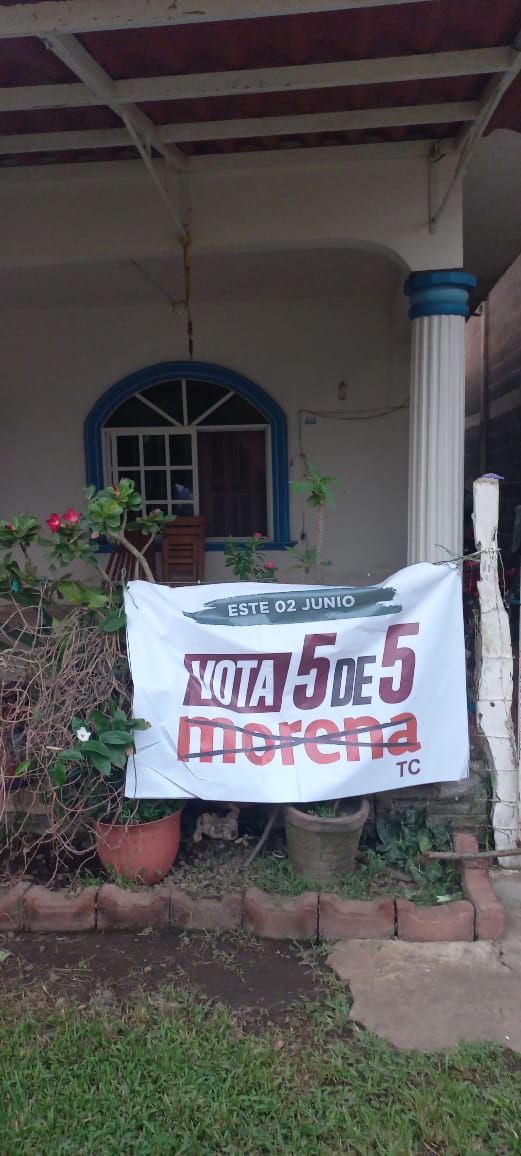 ESTE 02 JUNIO
VOTA 5 DE 5
morena
TC